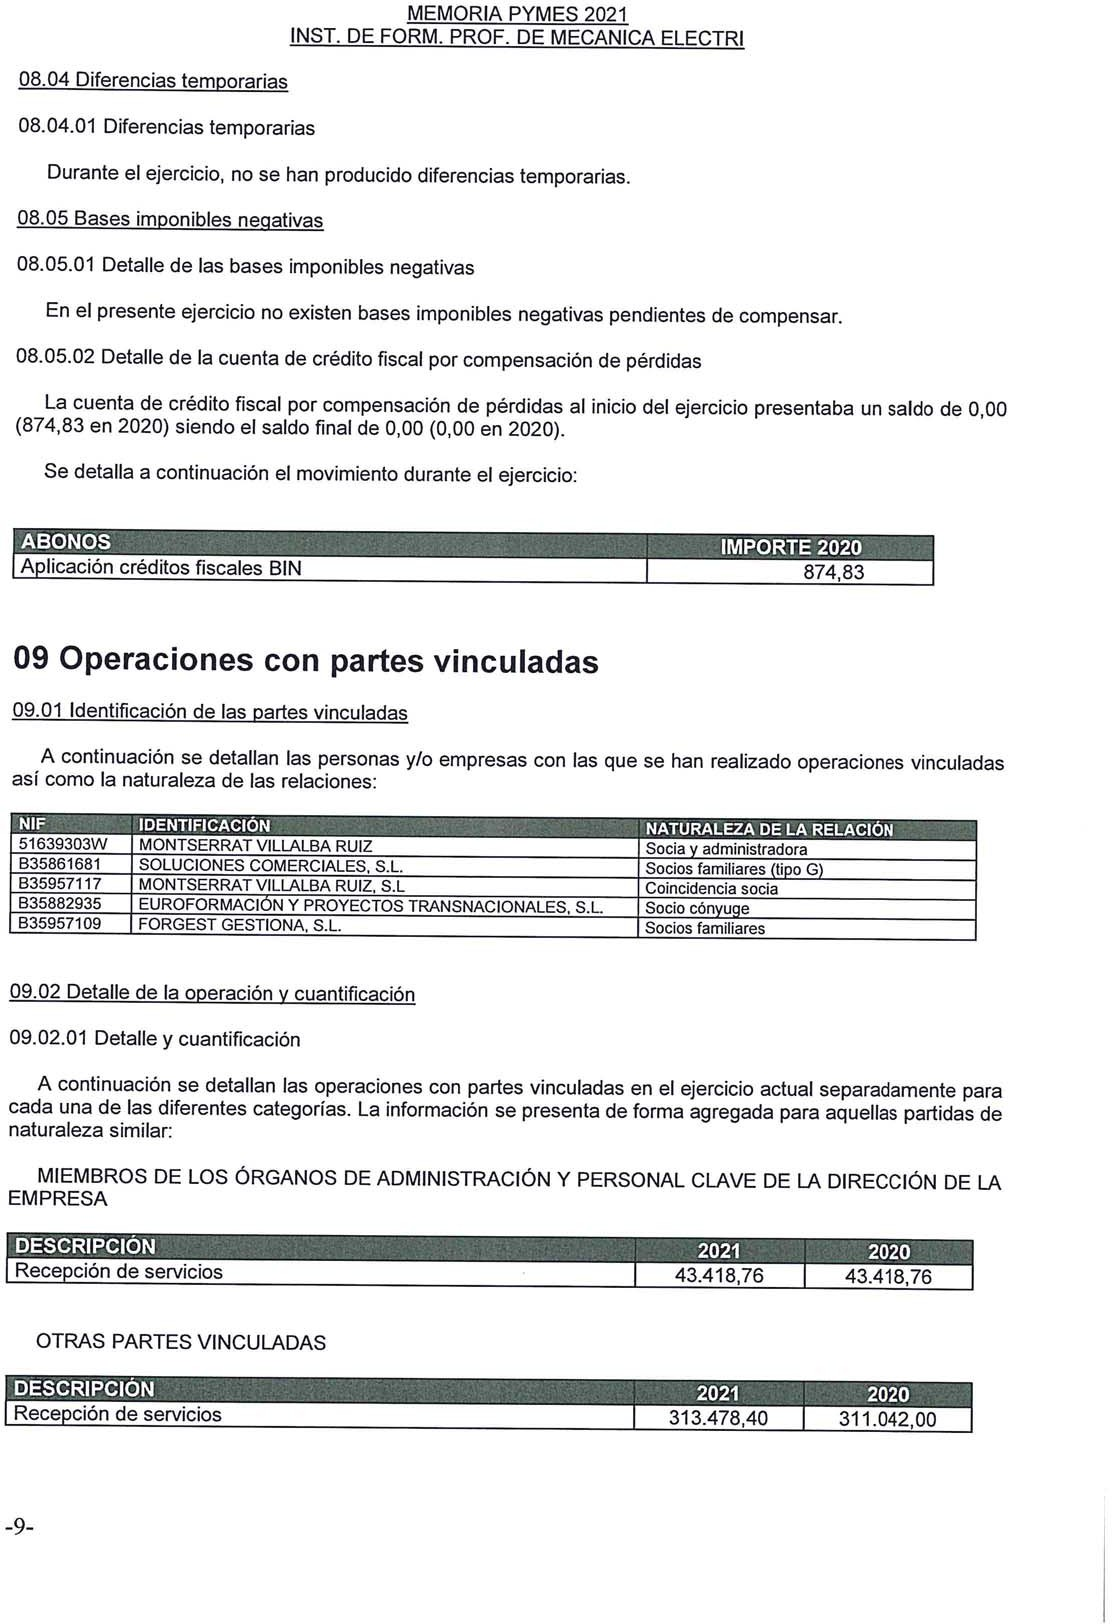 MEMORIA PYMES 2021
INST. DE FORM. PROF. DE MECANICA ELECTRI
08.04 Diferencias temporarias
08.04.01 Diferencias temporarias
Durante el ejercicio, no se han producido diferencias temporarias.
08.05 Bases imponibles negativas
08.05.01 Detalle de las bases imponibles negativas
En el presente ejercicio no existen bases imponibles negativas pendientes de compensar.
08.05.02 Detalle de la cuenta de crédito fiscal por compensación de pérdidas
La cuenta de crédito fiscal por compensación de pérdidas al inicio del ejercicio presentaba un saldo de 0,00
(874,83 en 2020) siendo el saldo final de 0,00 (0,00 en 2020).
Se detalla a continuación el movimiento durante el ejercicio:
ABONOS IMPORTE 2020
Aplicación créditos fiscales BIN 874,83
09 Operaciones con partes vinculadas
09.01 Identificación de las partes vinculadas
A continuación se detallan las personas y/o empresas con las que se han realizado operaciones vinculadas
así como la naturaleza de las relaciones:
NIF IDENTIFICACIÓN NATURALEZA DE LA RELACIÓN
51639303W MONTSERRAT VILLALBA RUIZ Socia y administradora
B35861681 SOLUCIONES COMERCIALES, S.L. Socios familiares (tipo G)
B35957117 MONTSERRAT VILLALBA RUIZ, S.L Coincidencia socia
B35882935 EUROFORMACIÓN Y PROYECTOS TRANSNACIONALES, S.L. Socio cónyuge
B35957109 FORGEST GESTIONA, S.L. Socios familiares
09.02 Detalle de la operación y cuantificación
09.02.01 Detalle y cuantificación
A continuación se detallan las operaciones con partes vinculadas en el ejercicio actual separadamente para
cada una de las diferentes categorías. La información se presenta de forma agregada para aquellas partidas de
naturaleza similar:
MIEMBROS DE LOS ÓRGANOS DE ADMINISTRACIÓN Y PERSONAL CLAVE DE LA DIRECCIÓN DE LA
EMPRESA
DESCRIPCIÓN 2021 2020
Recepción de servicios 43.418,76 43.418,76
OTRAS PARTES VINCULADAS
DESCRIPCIÓN 2021 2020
Recepción de servicios 313.478,40 311.042,00
-9-